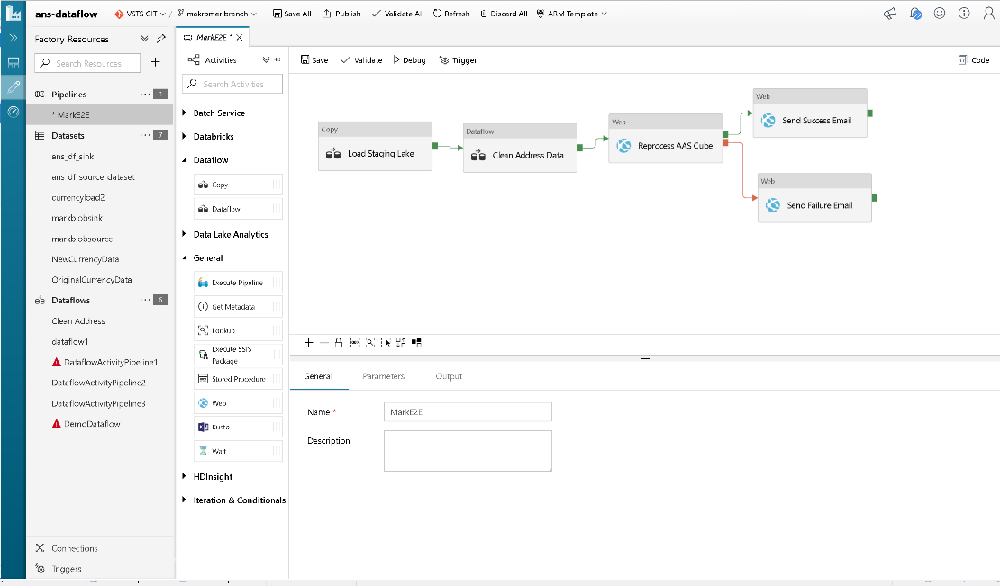 ans-dataflow
VSTS GIT / makromer branch
Save All
Publish
Validate All
Refresh
Discard All
ARM Template
Factory Resources
Search Resources
Pipelines 1
* MarkE2E
Datasets 7
ans_df_sink
ans_df_source_dataset
currencyload2
markblobsink
markblobsource
NewCurrencyData
OriginalCurrencyData
Dataflows 6
Clean Address
dataflow1
DataflowActivityPipeline1
DataflowActivityPipeline2
DataflowActivityPipeline3
DemoDataflow
Connections
Triggers
MarkE2E *
Activities
Search Activities
Batch Service
Databricks
Dataflow
Copy
Dataflow
Data Lake Analytics
General
Execute Pipeline
Get Metadata
Lookup
Execute SSIS
Package
Stored Procedure
Web
Kusto
Wait
HDInsight
Iteration & Conditionals
Save
Validate
Debug
Trigger
Code
Copy
Load Staging Lake
Dataflow
Clean Address Data
Web
Reprocess AAS Cube
Web
Send Success Email
Web
Send Failure Email
General
Parameters
Output
Name *
MarkE2E
Description